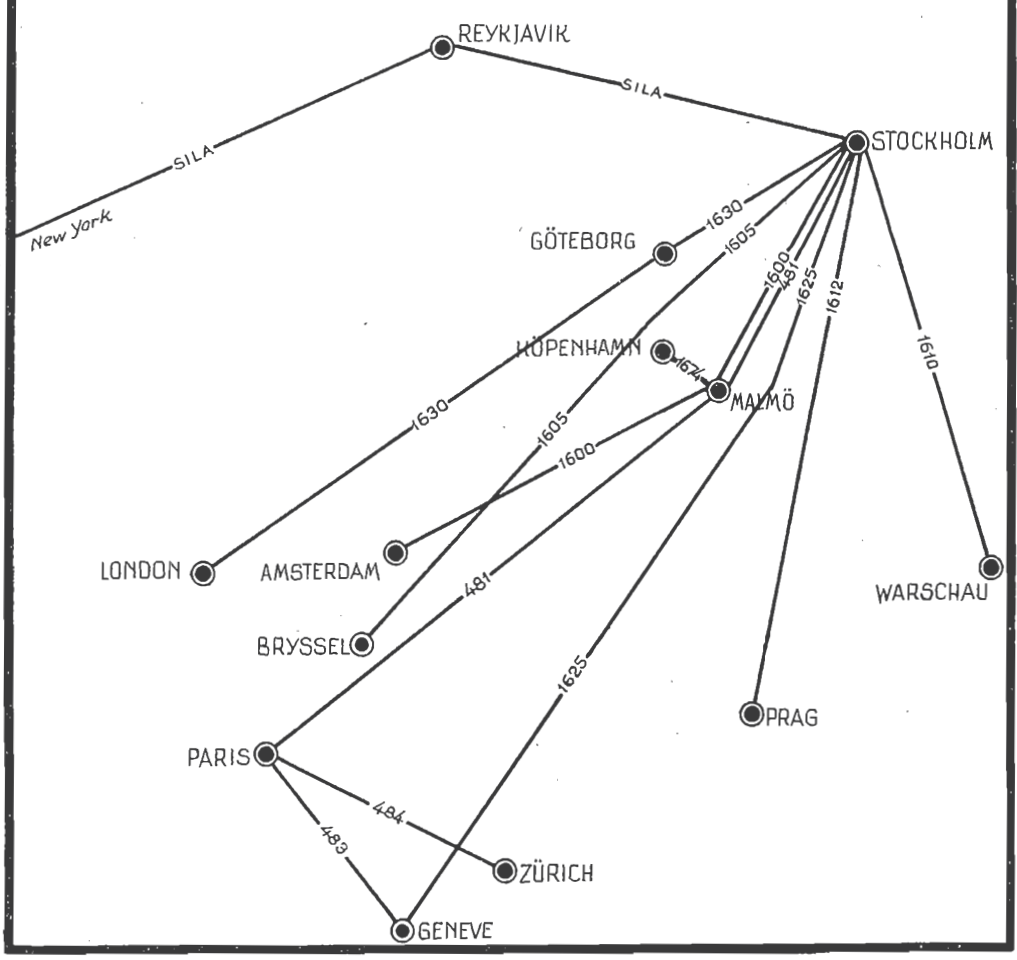 REYKJAVIK
SILA
STOCKHOLM
SILA
New York
1630
GÖTEBORG
1605
1600
481
1625
1612
KÖPENHAMN
1674
1610
MALMÖ
1630
1605
1600
LONDON
AMSTERDAM
481
WARSCHAU
BRYSSEL
1625
PRAG
PARIS
484
483
ZÜRICH
GENEVE